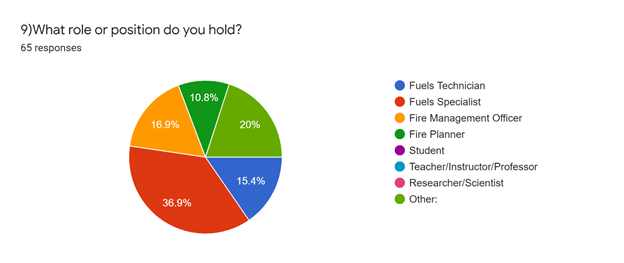 9)What role or position do you hold?
65 responses
10.8%
16.9%
20%
15.4%
36.9%
Fuels Technician
Fuels Specialist
Fire Management Officer
Fire Planner
Student
Teacher/Instructor/Professor
Researcher/Scientist
Other: